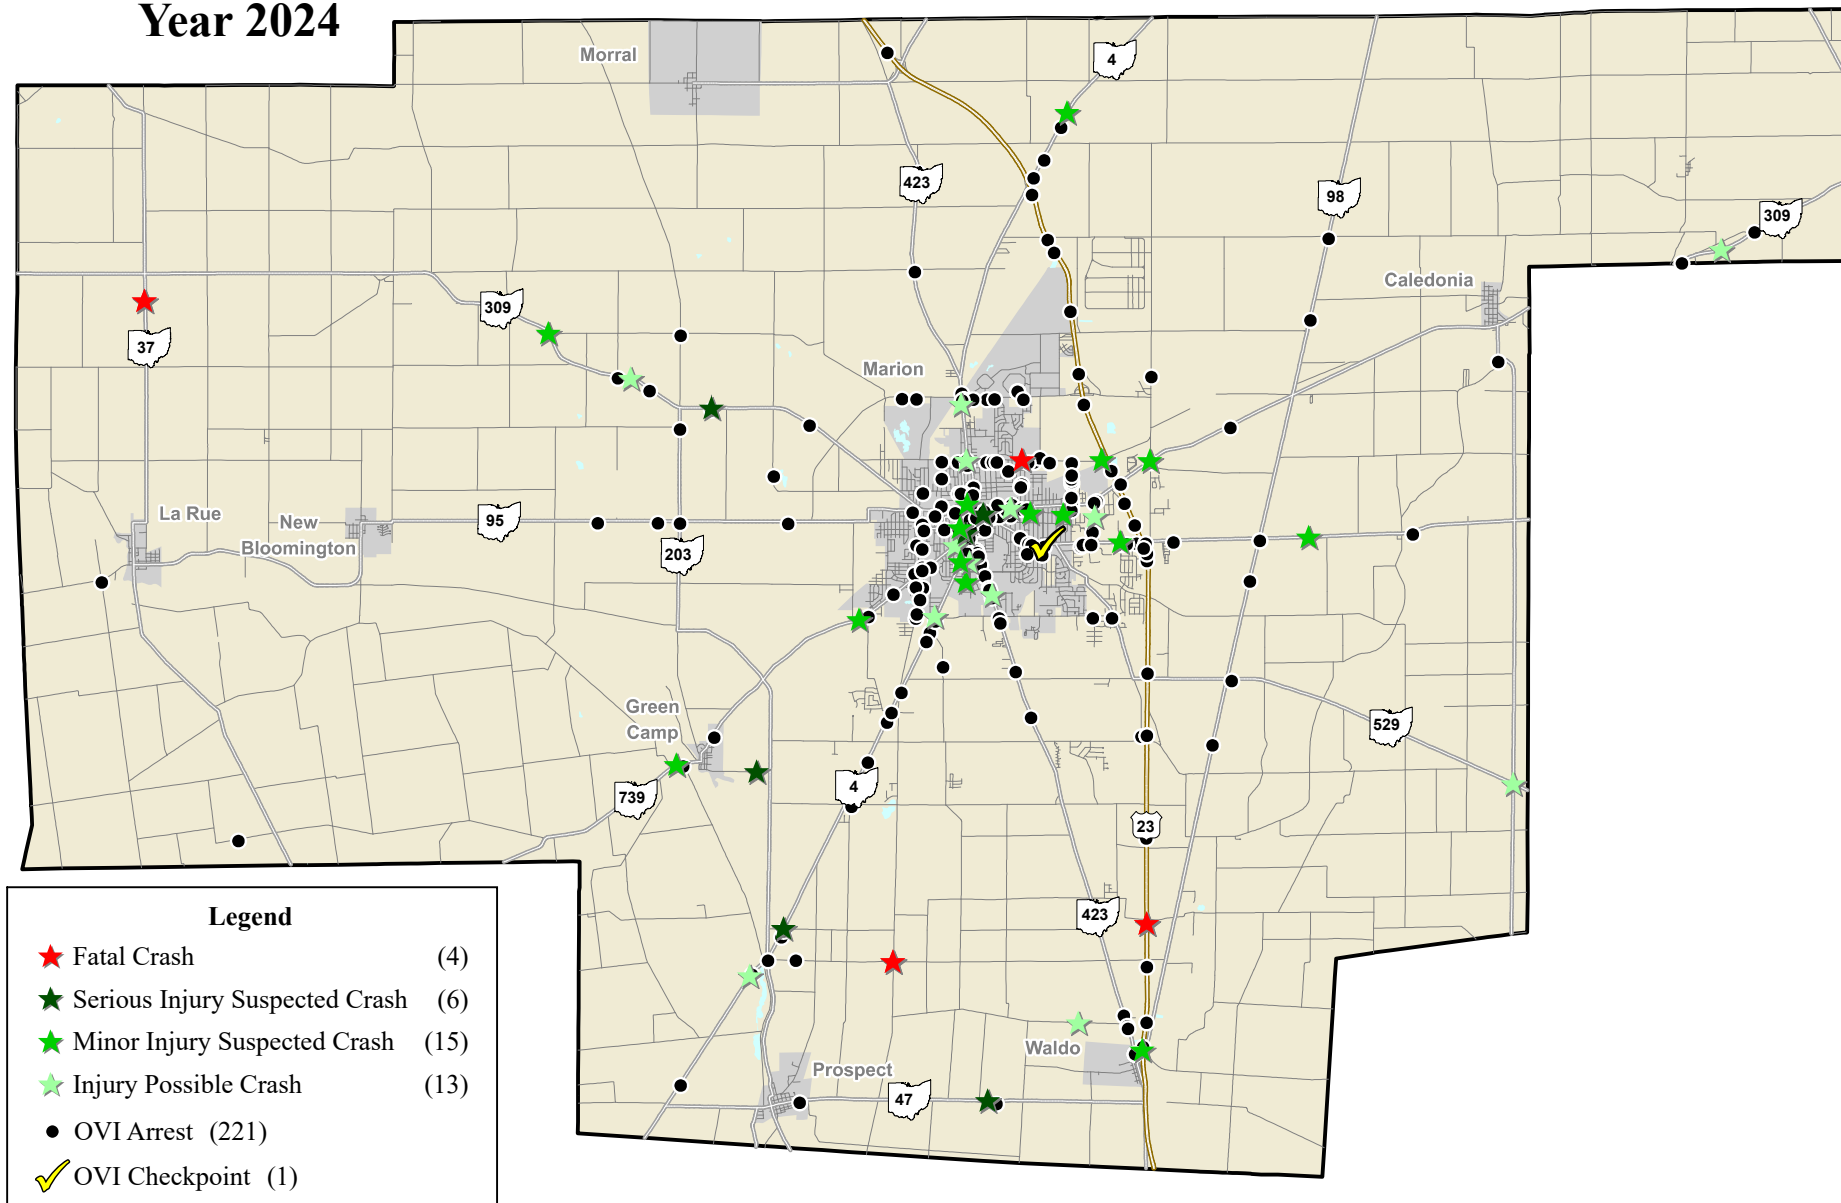 Year 2024
Morral
4
423
98
309
Caledonia
309
37
Marion
La Rue
New
Bloomington
95
203
Green
Camp
529
739
4
23
423
Waldo
Prospect
47
Legend
Fatal Crash (4)
Serious Injury Suspected Crash (6)
Minor Injury Suspected Crash (15)
Injury Possible Crash (13)
OVI Arrest (221)
OVI Checkpoint (1)